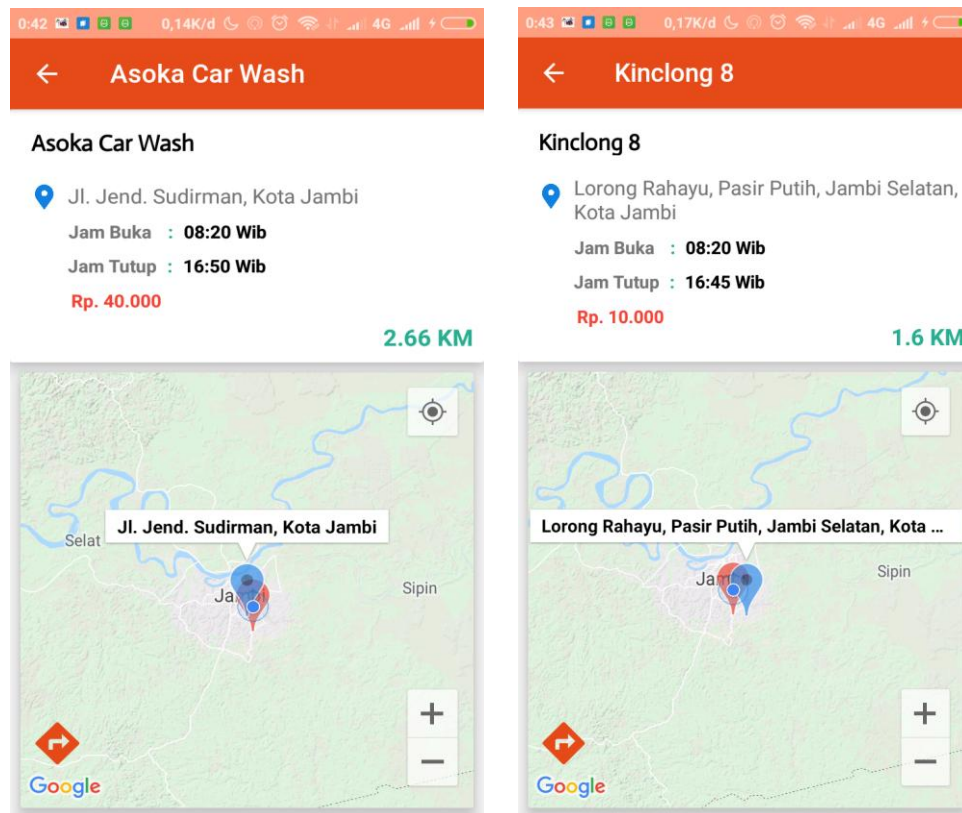 0:42 0,14K/d 4G
Asoka Car Wash
Asoka Car Wash
Jl. Jend. Sudirman, Kota Jambi
Jam Buka : 08:20 Wib
Jam Tutup : 16:50 Wib
Rp. 40.000
2.66 KM
Jl. Jend. Sudirman, Kota Jambi
Selat
Sipin
Google
0:43 0,17K/d 4G
Kinclong 8
Kinclong 8
Lorong Rahayu, Pasir Putih, Jambi Selatan,
Kota Jambi
Jam Buka : 08:20 Wib
Jam Tutup : 16:45 Wib
Rp. 10.000
1.6 KM
Lorong Rahayu, Pasir Putih, Jambi Selatan, Kota ...
Sipin
Google